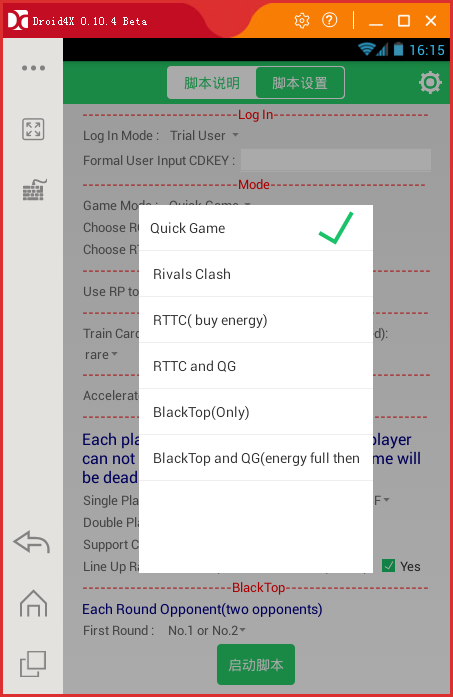 Droid4X 0.10.4 Beta
16:15
脚本说明 脚本设置
Log In
Log In Mode : Trial User
Formal User Input CDKEY :
Mode
Game Mode : Quick Game
Choose
Choose RT
Quick Game
Rivals Clash
RTTC( buy energy)
RTTC and QG
BlackTop(Only)
BlackTop and QG(energy full then
Use RP to
Train Card ed):
rare
Accelerat
Each pla player
can not me will
be dead
Single Pla F
Double Pla
Support C
Line Up Ra Yes
BlackTop
Each Round Opponent(two opponents)
First Round : No.1 or No.2
启动脚本